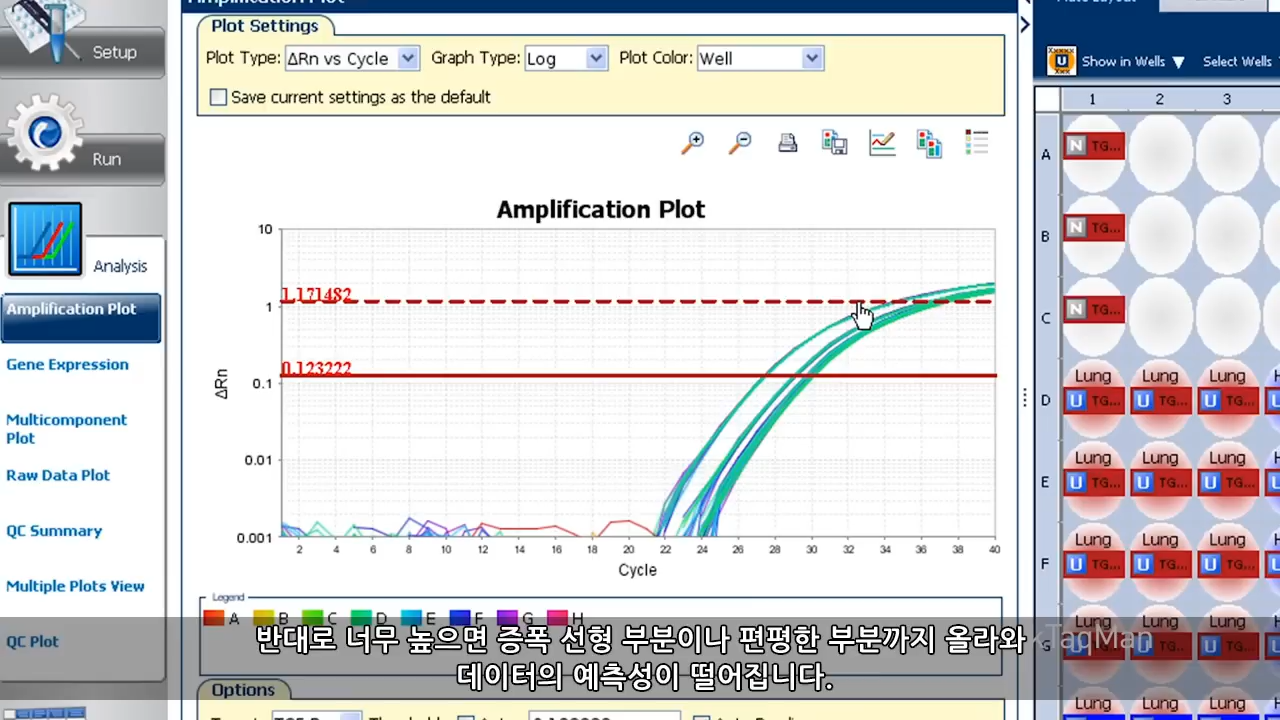 Plot Settings
Plot Type: ΔRn vs Cycle Graph Type: Log Plot Color: Well
Save current settings as the default
Setup
Run
Analysis
Amplification Plot
Gene Expression
Multicomponent
Plot
Raw Data Plot
QC Summary
Multiple Plots View
QC Plot
Amplification Plot
ΔRn
10
1
0.1
0.01
0.001
1.171482
0.123222
2 4 6 8 10 12 14 16 18 20 22 24 26 28 30 32 34 36 38 40
Cycle
Legend
A B C D E F G H
반대로 너무 높으면 증폭 선형 부분이나 편평한 부분까지 올라와
데이터의 예측성이 떨어집니다.
TaqMan
Options
Show in Wells ▼ Select Wells
1 2 3
A N TG...
B N TG...
C N TG...
Lung Lung Lung H
D U TG... U TG... U TG...
Lung Lung Lung H
E U TG... U TG... U TG...
Lung Lung Lung H
F U TG... U TG... U TG...
Lung Lung Lung H
G
Lung Lung Lung H